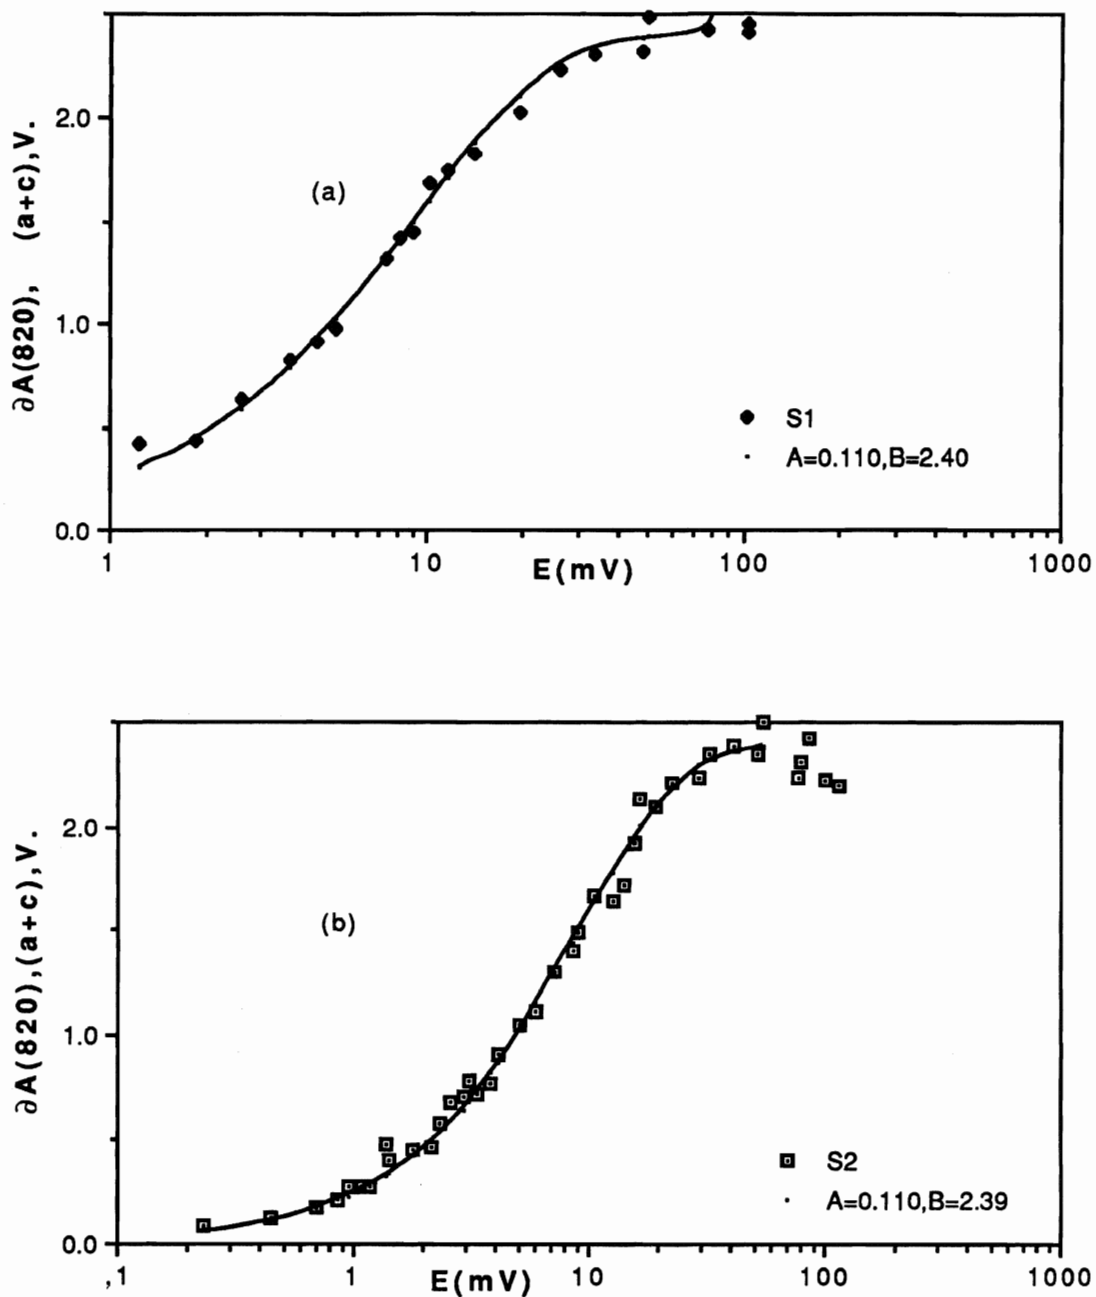 ∂A(820), (a+c),V.
2.0
1.0
0.0
(a)
S1
A=0.110,B=2.40
1 10 100 1000
E(mV)
∂A(820),(a+c),V.
2.0
1.0
0.0
(b)
S2
A=0.110,B=2.39
,1 1 10 100 1000
E(mV)